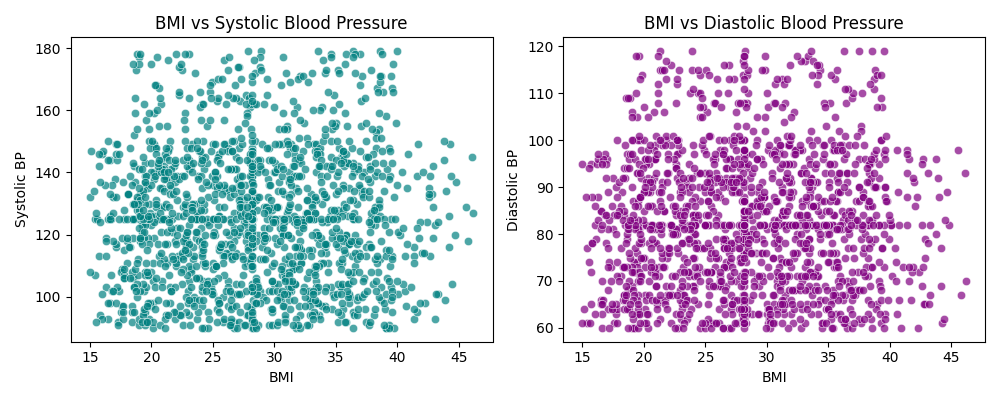 BMI vs Systolic Blood Pressure
180
160
140
120
100
Systolic BP
15 20 25 30 35 40 45
BMI
BMI vs Diastolic Blood Pressure
120
110
100
90
80
70
60
Diastolic BP
15 20 25 30 35 40 45
BMI